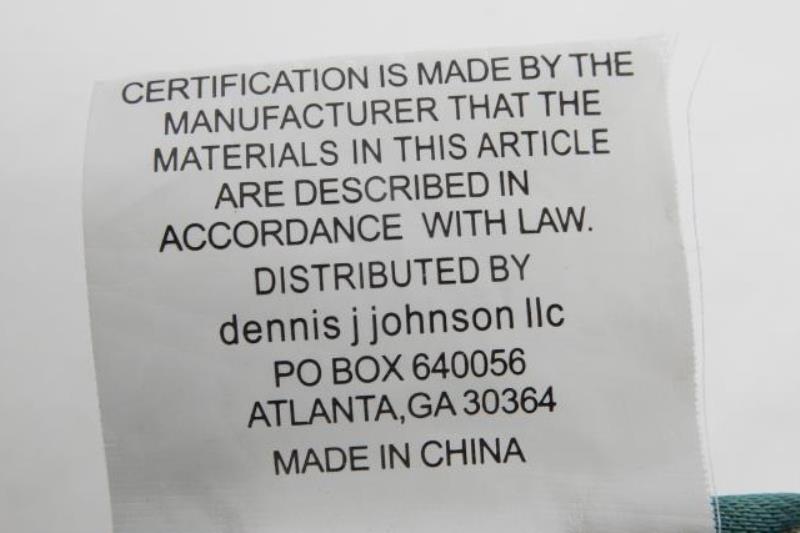 CERTIFICATION IS MADE BY THE
MANUFACTURER THAT THE
MATERIALS IN THIS ARTICLE
ARE DESCRIBED IN
ACCORDANCE WITH LAW.
DISTRIBUTED BY
dennis j johnson llc
PO BOX 640056
ATLANTA,GA 30364
MADE IN CHINA